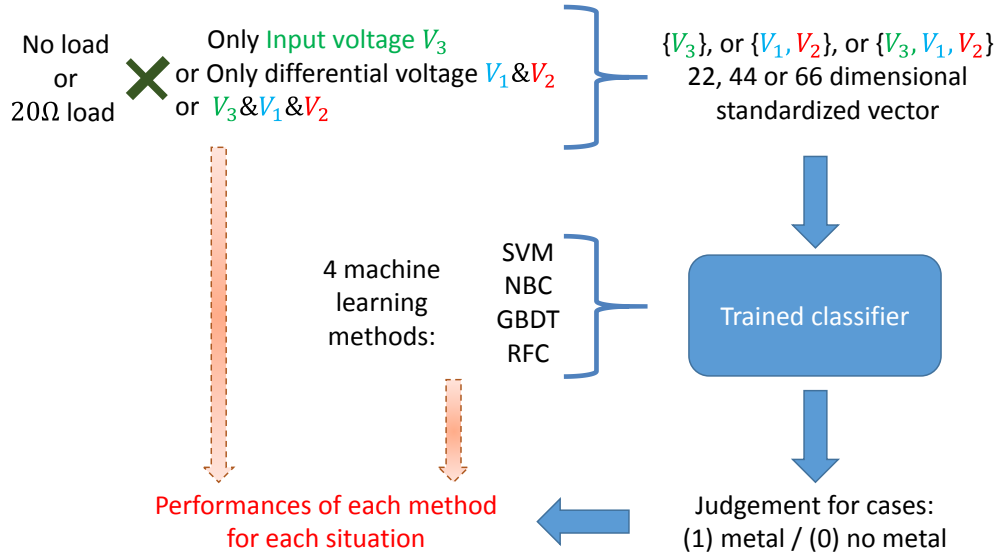 No load
or
20Ω load
Only Input voltage V₃
or Only differential voltage V₁&V₂
or V₃&V₁&V₂
{V₃}, or {V₁, V₂}, or {V₃, V₁, V₂}
22, 44 or 66 dimensional
standardized vector
4 machine
learning
methods:
SVM
NBC
GBDT
RFC
Trained classifier
Performances of each method
for each situation
Judgement for cases:
(1) metal / (0) no metal